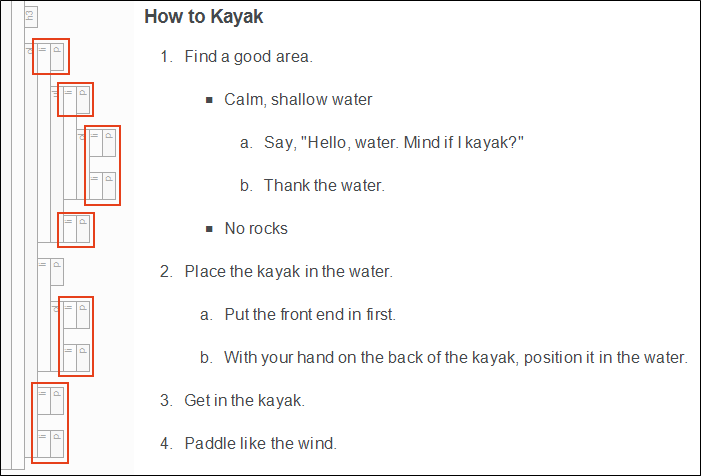 How to Kayak
1. Find a good area.
▪ Calm, shallow water
a. Say, "Hello, water. Mind if I kayak?"
b. Thank the water.
▪ No rocks
2. Place the kayak in the water.
a. Put the front end in first.
b. With your hand on the back of the kayak, position it in the water.
3. Get in the kayak.
4. Paddle like the wind.